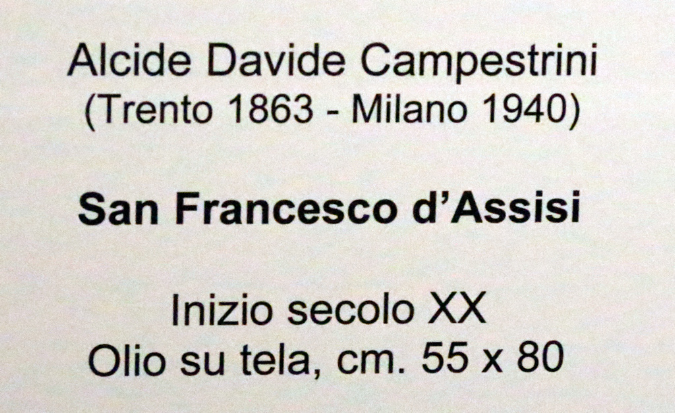 Alcide Davide Campestrini
(Trento 1863 - Milano 1940)
San Francesco d'Assisi
Inizio secolo XX
Olio su tela, cm. 55 x 80